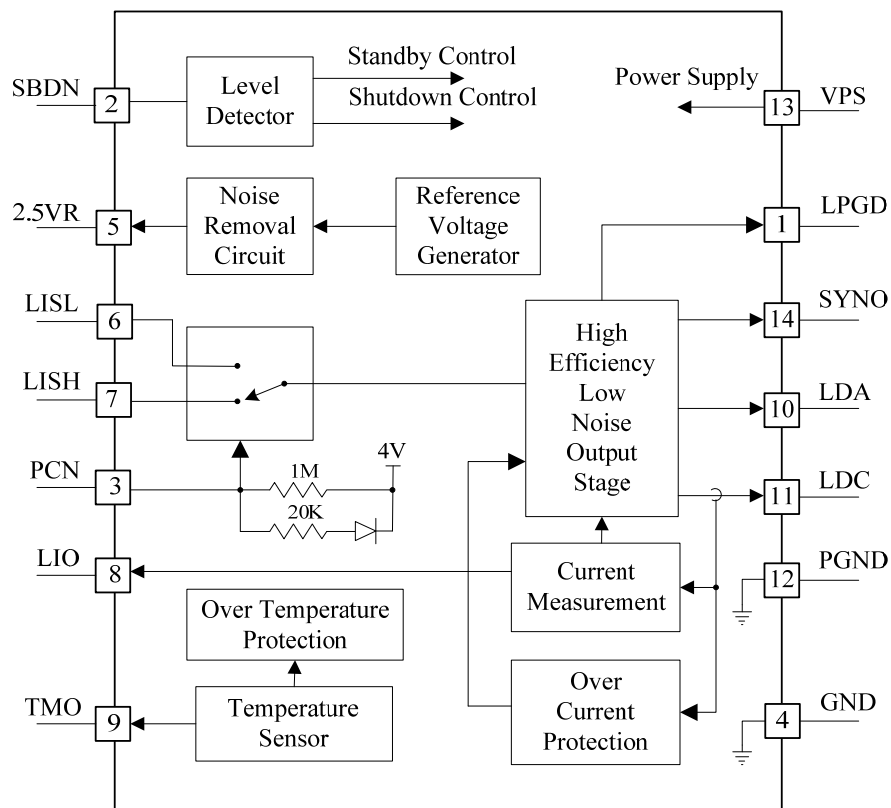 SBDN
2
Level
Detector
Standby Control
Shutdown Control
Power Supply
13
VPS
2.5VR
5
Noise
Removal
Circuit
Reference
Voltage
Generator
1
LPGD
LISL
6
LISH
7
PCN
3
1M
20K
4V
High
Efficiency
Low
Noise
Output
Stage
SYNO
14
LDA
10
LDC
11
LIO
8
Current
Measurement
PGND
12
Over Temperature
Protection
TMO
9
Temperature
Sensor
Over
Current
Protection
GND
4